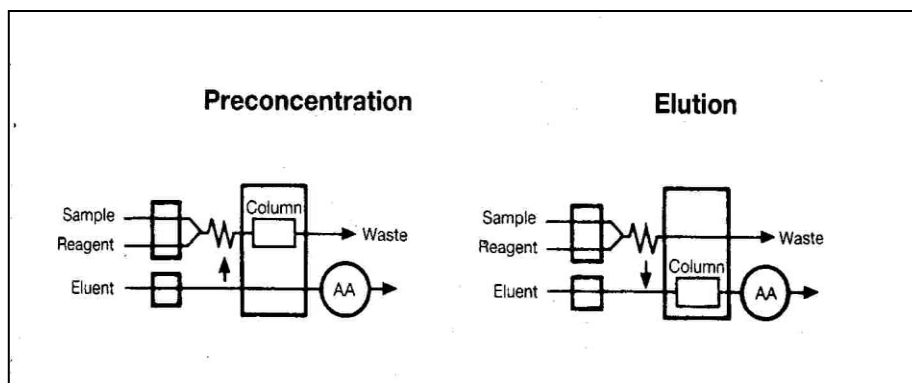 Preconcentration
Sample
Reagent
Column
Waste
Eluent
AA
Elution
Sample
Reagent
Waste
Column
Eluent
AA